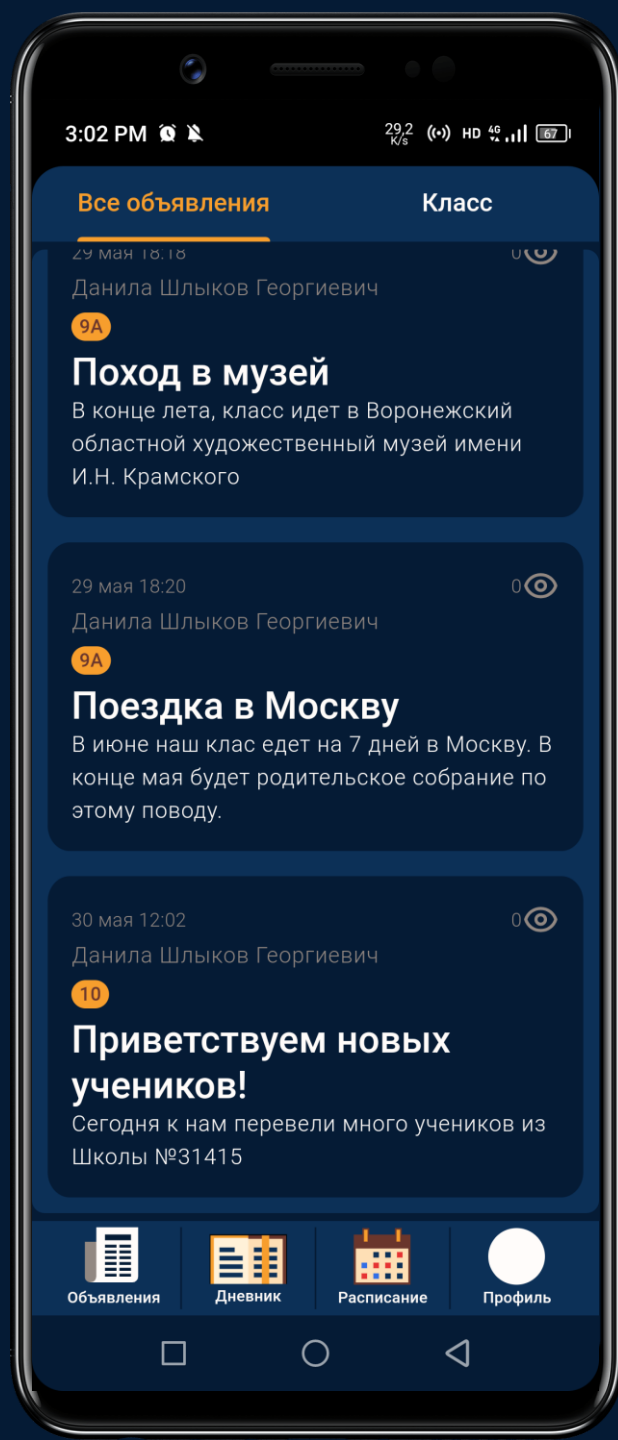 3:02 PM 29,2 K/s HD 4G 67
Все объявления Класс
29 мая 18:18 0
Данила Шлыков Георгиевич
9А
Поход в музей
В конце лета, класс идет в Воронежский
областной художественный музей имени
И.Н. Крамского
29 мая 18:20 0
Данила Шлыков Георгиевич
9А
Поездка в Москву
В июне наш клас едет на 7 дней в Москву. В
конце мая будет родительское собрание по
этому поводу.
30 мая 12:02 0
Данила Шлыков Георгиевич
10
Приветствуем новых
учеников!
Сегодня к нам перевели много учеников из
Школы №31415
Объявления Дневник Расписание Профиль